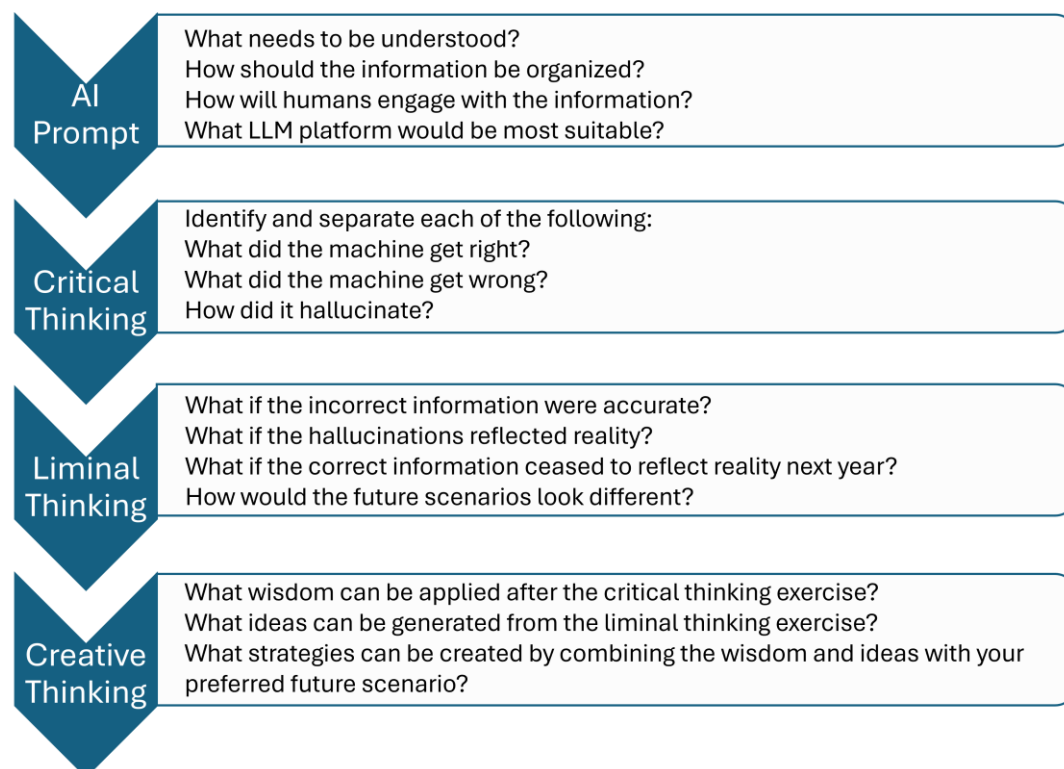 AI
Prompt
What needs to be understood?
How should the information be organized?
How will humans engage with the information?
What LLM platform would be most suitable?
Critical
Thinking
Identify and separate each of the following:
What did the machine get right?
What did the machine get wrong?
How did it hallucinate?
Liminal
Thinking
What if the incorrect information were accurate?
What if the hallucinations reflected reality?
What if the correct information ceased to reflect reality next year?
How would the future scenarios look different?
Creative
Thinking
What wisdom can be applied after the critical thinking exercise?
What ideas can be generated from the liminal thinking exercise?
What strategies can be created by combining the wisdom and ideas with your
preferred future scenario?